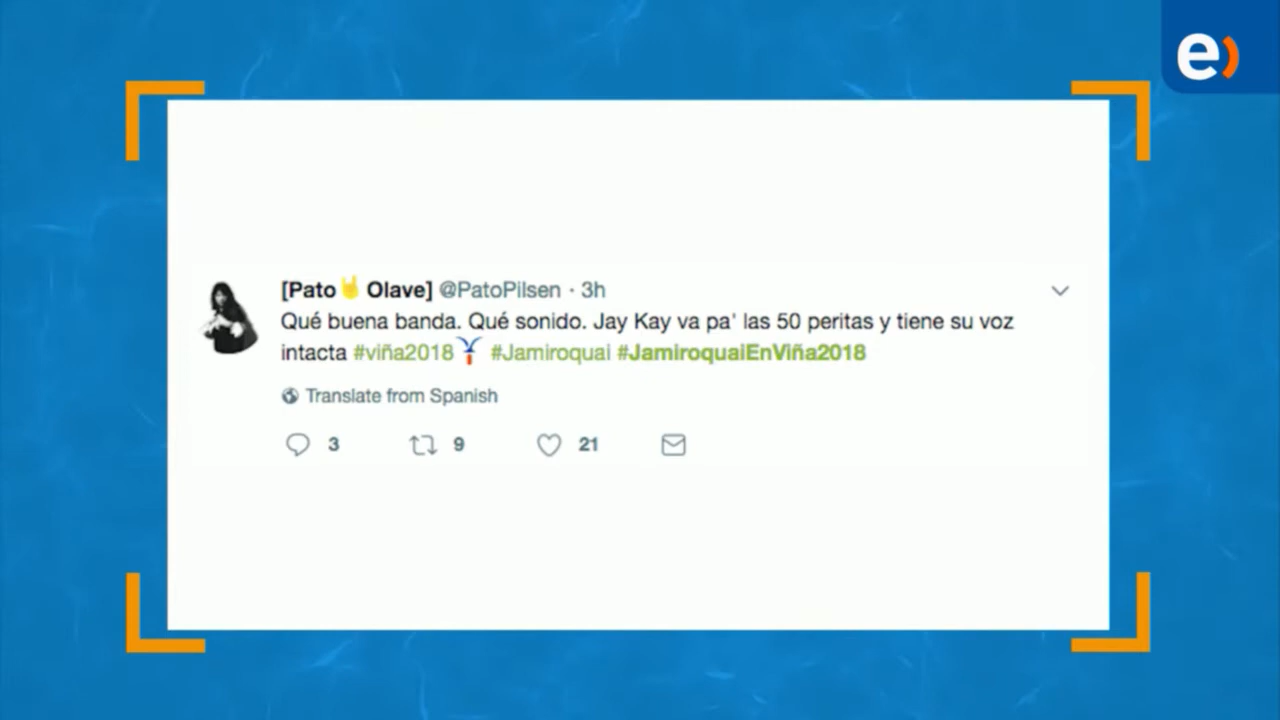 e)
[Pato🤘Olave] @PatoPilsen · 3h
Qué buena banda. Qué sonido. Jay Kay va pa' las 50 peritas y tiene su voz
intacta #viña2018 #Jamiroquai #JamiroquaiEnViña2018
Translate from Spanish
3 9 21